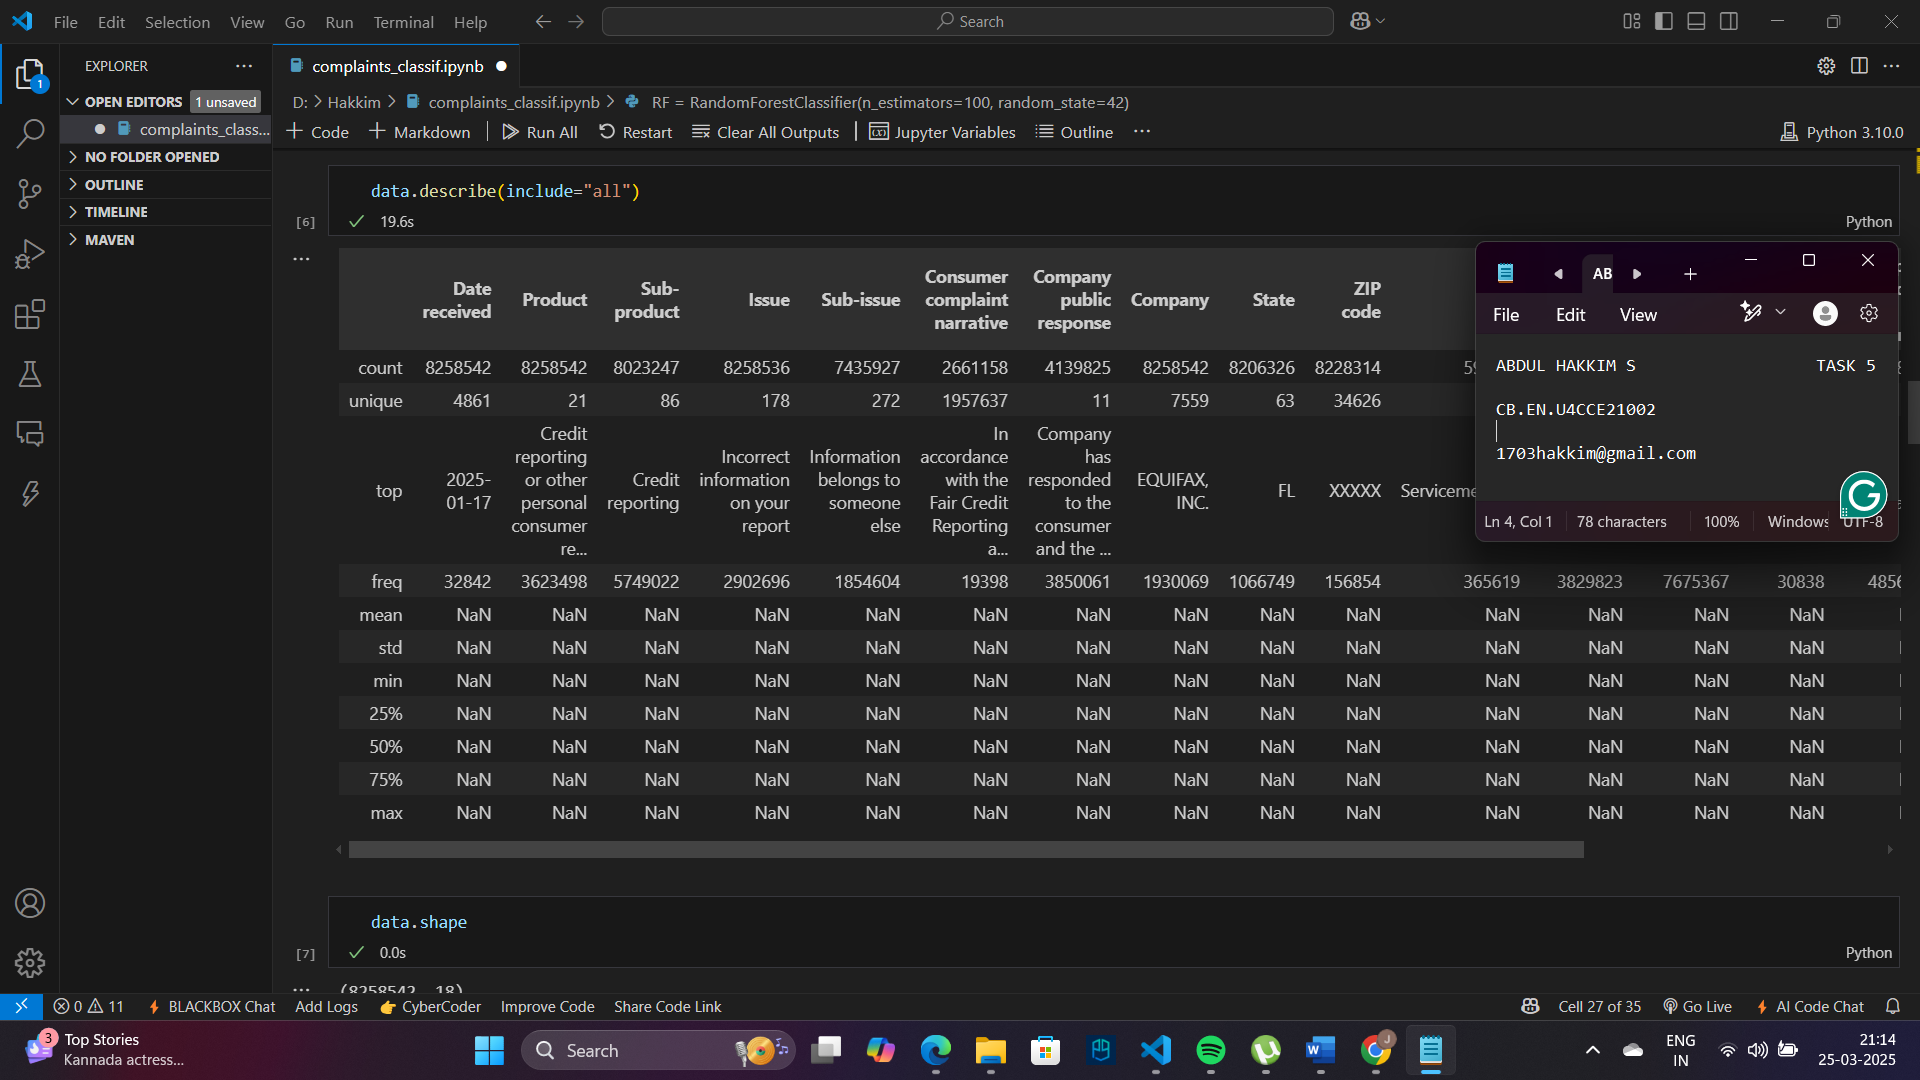 File Edit Selection View Go Run Terminal Help
Search
EXPLORER
complaints_classif.ipynb
OPEN EDITORS 1 unsaved
complaints_class...
NO FOLDER OPENED
OUTLINE
TIMELINE
MAVEN
D: > Hakkim > complaints_classif.ipynb > RF = RandomForestClassifier(n_estimators=100, random_state=42)
+ Code + Markdown Run All Restart Clear All Outputs Jupyter Variables Outline ... Python 3.10.0
data.describe(include="all")
[6] 19.6s Python
Date received Product Sub-product Issue Sub-issue Consumer complaint narrative Company public response Company State ZIP code
count 8258542 8258542 8023247 8258536 7435927 2661158 4139825 8258542 8206326 8228314
unique 4861 21 86 178 272 1957637 11 7559 63 34626
top 2025-01-17 Credit reporting or other personal consumer re... Credit reporting Incorrect information on your report Information belongs to someone else In accordance with the Fair Credit Reporting a... Company has responded to the consumer and the ... EQUIFAX, INC. FL XXXXX
freq 32842 3623498 5749022 2902696 1854604 19398 3850061 1930069 1066749 156854 365619 3829823 7675367 30838
mean NaN NaN NaN NaN NaN NaN NaN NaN NaN NaN NaN NaN NaN NaN
std NaN NaN NaN NaN NaN NaN NaN NaN NaN NaN NaN NaN NaN NaN
min NaN NaN NaN NaN NaN NaN NaN NaN NaN NaN NaN NaN NaN NaN
25% NaN NaN NaN NaN NaN NaN NaN NaN NaN NaN NaN NaN NaN NaN
50% NaN NaN NaN NaN NaN NaN NaN NaN NaN NaN NaN NaN NaN NaN
75% NaN NaN NaN NaN NaN NaN NaN NaN NaN NaN NaN NaN NaN NaN
max NaN NaN NaN NaN NaN NaN NaN NaN NaN NaN NaN NaN NaN NaN
AB
File Edit View
ABDUL HAKKIM S TASK 5
CB.EN.U4CCE21002
1703hakkim@gmail.com
Ln 4, Col 1 78 characters 100% Windows UTF-8
data.shape
[7] 0.0s Python
(8258542, 18)
0 11 BLACKBOX Chat Add Logs CyberCoder Improve Code Share Code Link Cell 27 of 35 Go Live AI Code Chat
3 Top Stories
Kannada actress...
Search
ENG
IN
21:14
25-03-2025